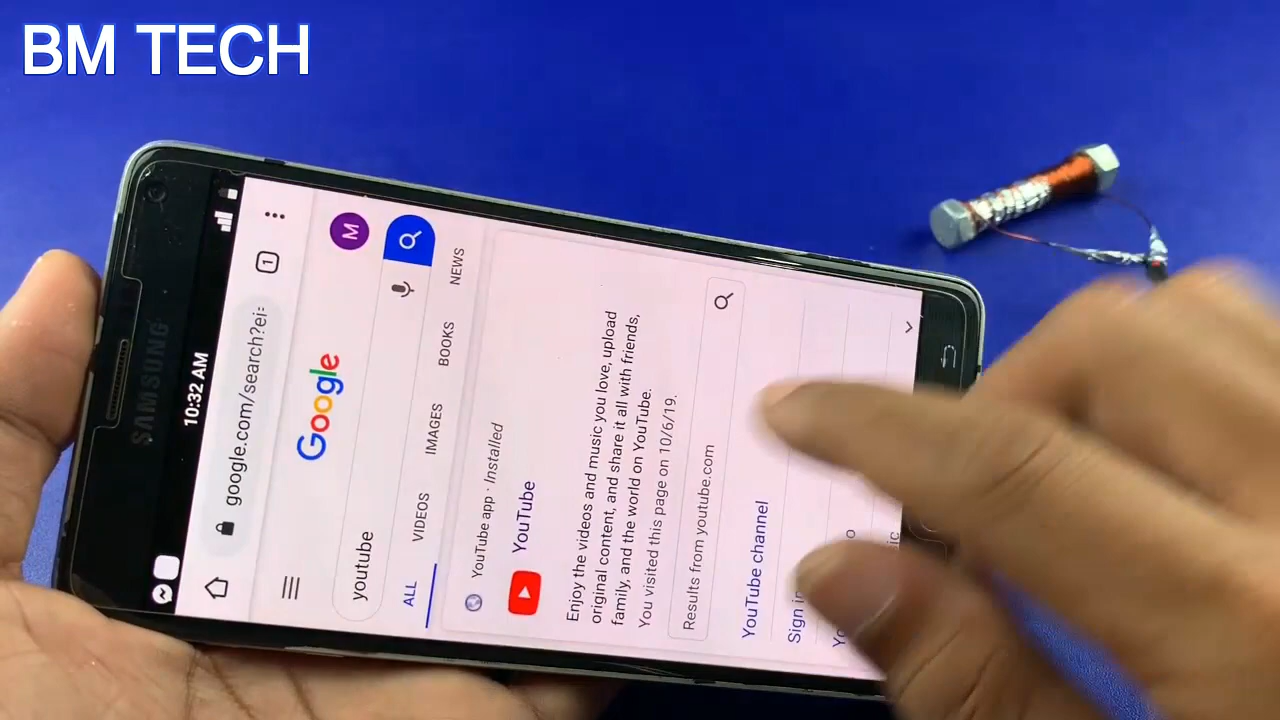 BM TECH
SAMSUNG
10:32 AM
google.com/search?ei=
1
Google
M
youtube
ALL VIDEOS IMAGES BOOKS NEWS
YouTube app · Installed
YouTube
Enjoy the videos and music you love, upload
original content, and share it all with friends,
family, and the world on YouTube.
You visited this page on 10/6/19.
Results from youtube.com
YouTube channel
Sign in